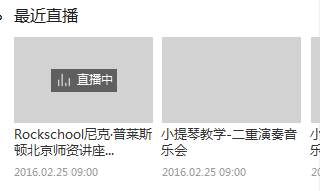 最近直播
直播中
Rockschool尼克·普莱斯
顿北京师资讲座...
2016.02.25 09:00
小提琴教学-二重演奏音
乐会
2016.02.25 09:00